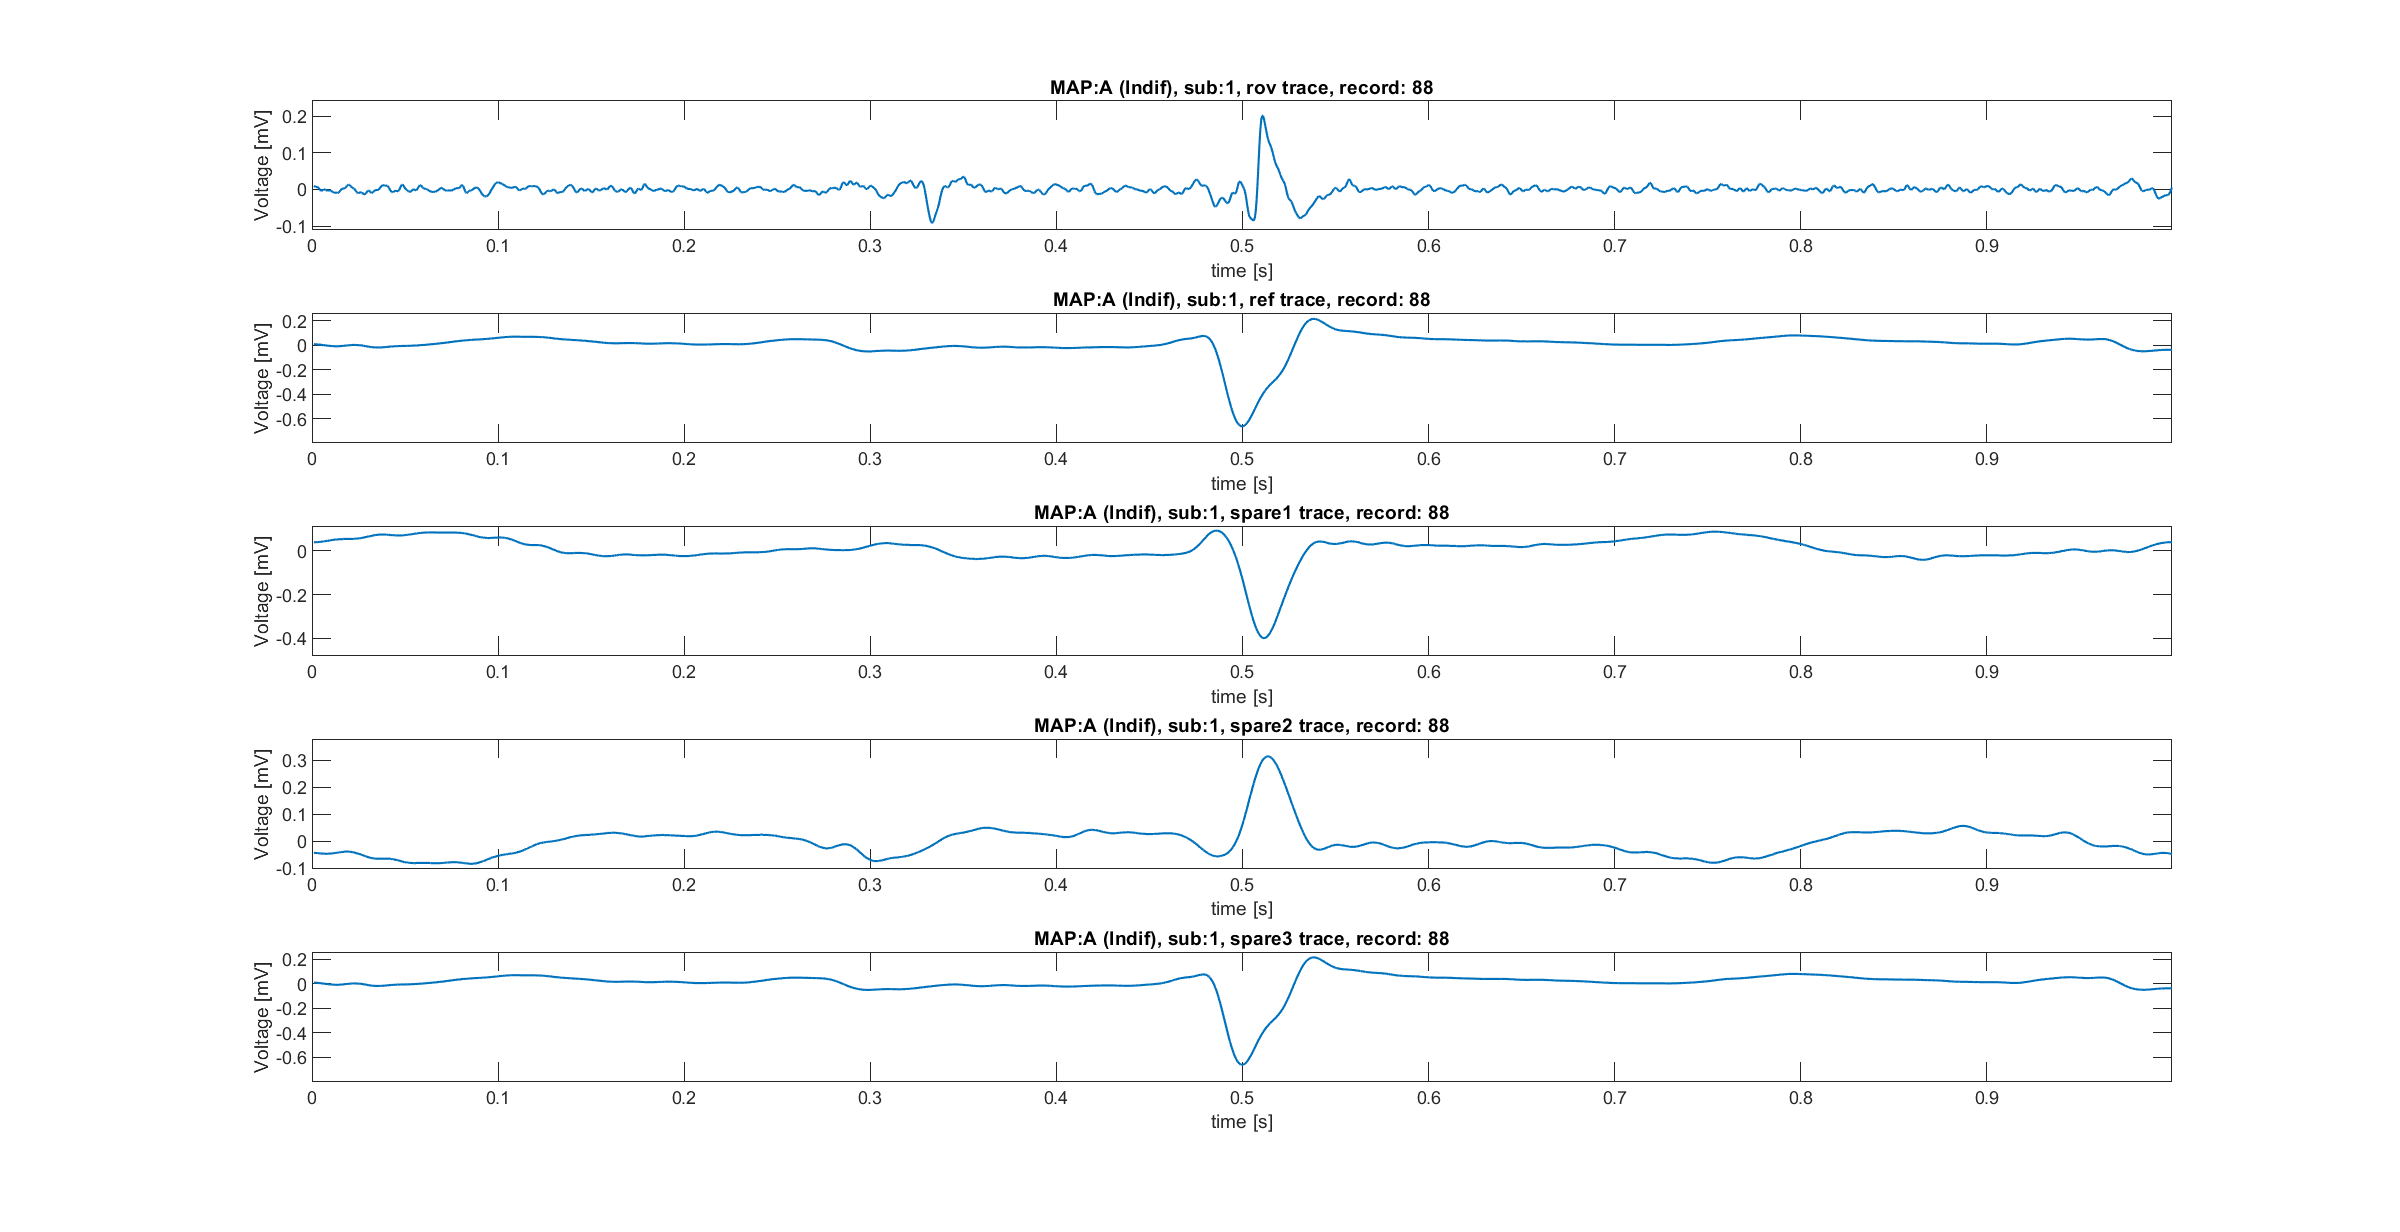 MAP:A (Indif), sub:1, rov trace, record: 88
Voltage [mV]
0.2
0.1
0
-0.1
0 0.1 0.2 0.3 0.4 0.5 0.6 0.7 0.8 0.9
time [s]
MAP:A (Indif), sub:1, ref trace, record: 88
Voltage [mV]
0.2
0
-0.2
-0.4
-0.6
0 0.1 0.2 0.3 0.4 0.5 0.6 0.7 0.8 0.9
time [s]
MAP:A (Indif), sub:1, spare1 trace, record: 88
Voltage [mV]
0
-0.2
-0.4
0 0.1 0.2 0.3 0.4 0.5 0.6 0.7 0.8 0.9
time [s]
MAP:A (Indif), sub:1, spare2 trace, record: 88
Voltage [mV]
0.3
0.2
0.1
0
-0.1
0 0.1 0.2 0.3 0.4 0.5 0.6 0.7 0.8 0.9
time [s]
MAP:A (Indif), sub:1, spare3 trace, record: 88
Voltage [mV]
0.2
0
-0.2
-0.4
-0.6
0 0.1 0.2 0.3 0.4 0.5 0.6 0.7 0.8 0.9
time [s]